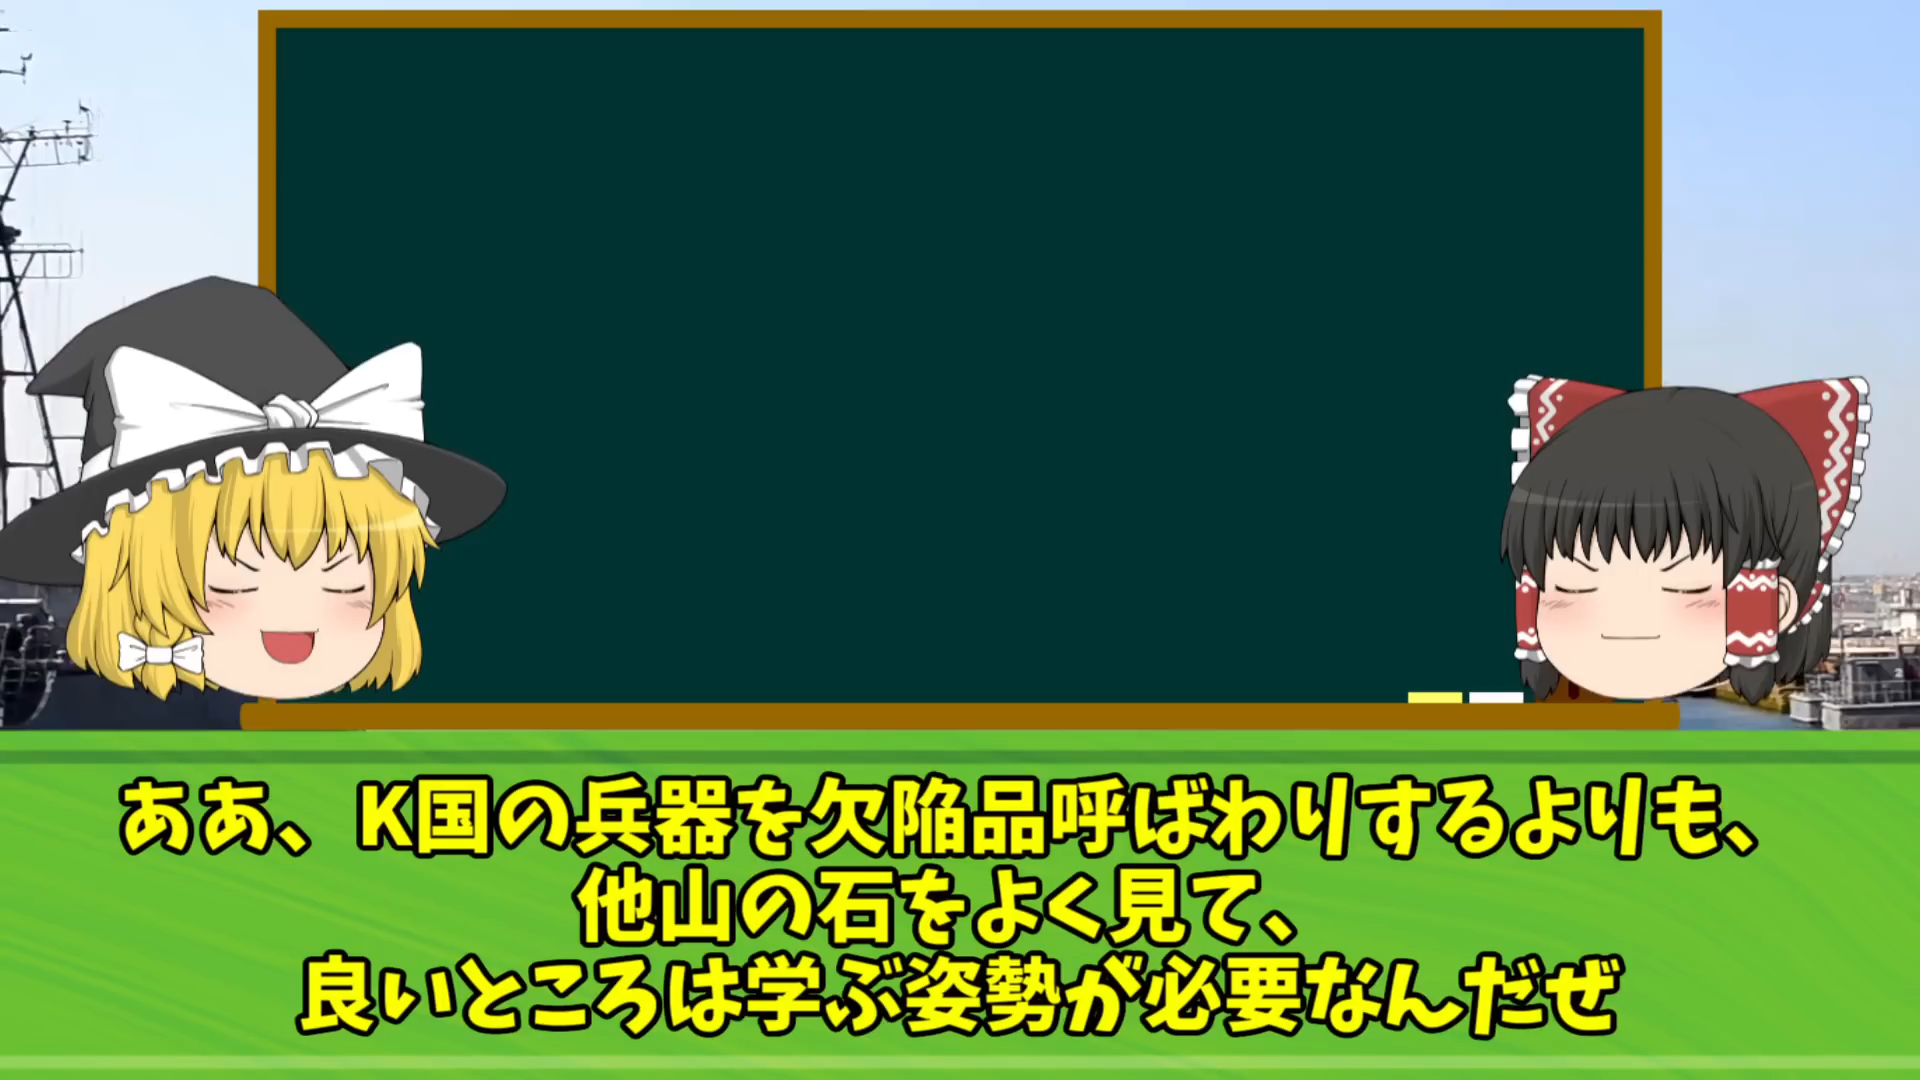 ああ、K国の兵器を欠陥品呼ばわりするよりも、
他山の石をよく見て、
良いところは学ぶ姿勢が必要なんだぜ